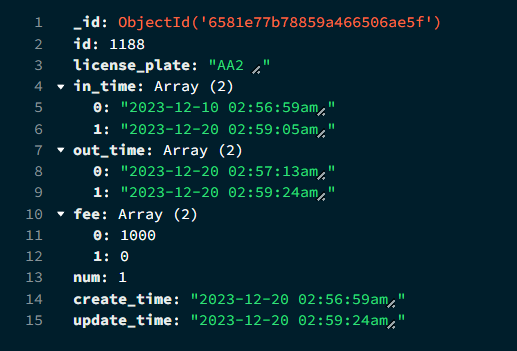 1 _id: ObjectId('6581e77b78859a466506ae5f')
2 id: 1188
3 license_plate: "AA2 "
4 in_time: Array (2)
5 0: "2023-12-10 02:56:59am"
6 1: "2023-12-20 02:59:05am"
7 out_time: Array (2)
8 0: "2023-12-20 02:57:13am"
9 1: "2023-12-20 02:59:24am"
10 fee: Array (2)
11 0: 1000
12 1: 0
13 num: 1
14 create_time: "2023-12-20 02:56:59am"
15 update_time: "2023-12-20 02:59:24am"